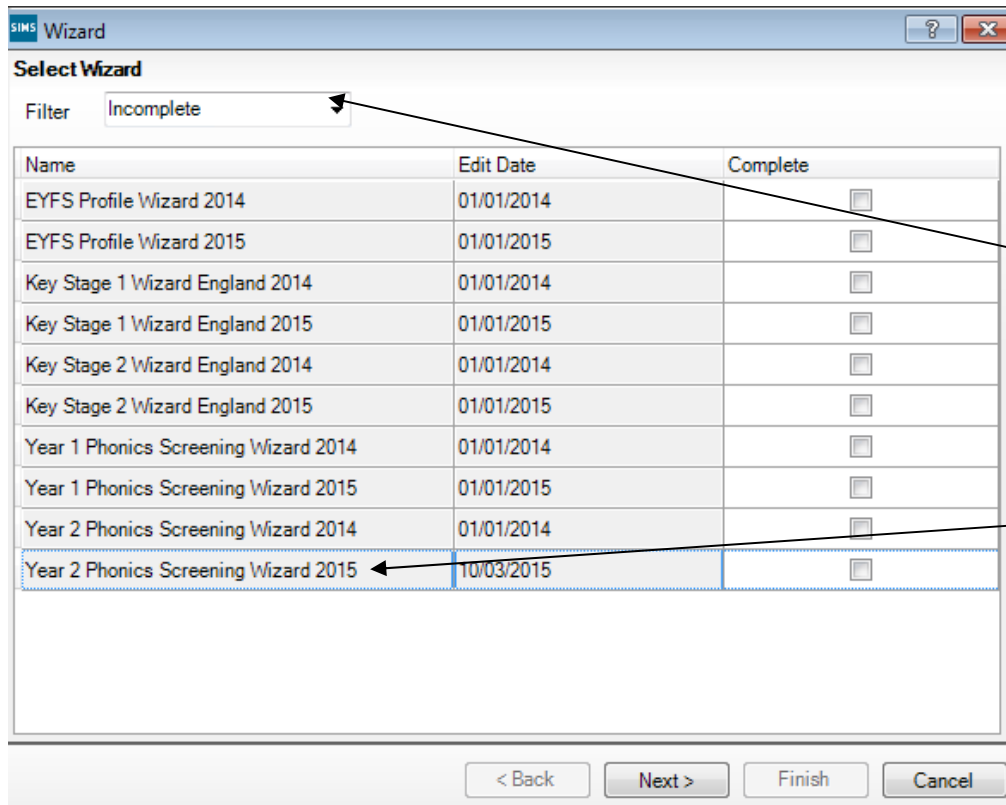 SIMS Wizard ?
Select Wizard
Filter Incomplete
Name Edit Date Complete
EYFS Profile Wizard 2014 01/01/2014
EYFS Profile Wizard 2015 01/01/2015
Key Stage 1 Wizard England 2014 01/01/2014
Key Stage 1 Wizard England 2015 01/01/2015
Key Stage 2 Wizard England 2014 01/01/2014
Key Stage 2 Wizard England 2015 01/01/2015
Year 1 Phonics Screening Wizard 2014 01/01/2014
Year 1 Phonics Screening Wizard 2015 01/01/2015
Year 2 Phonics Screening Wizard 2014 01/01/2014
Year 2 Phonics Screening Wizard 2015 10/03/2015
< Back Next > Finish Cancel